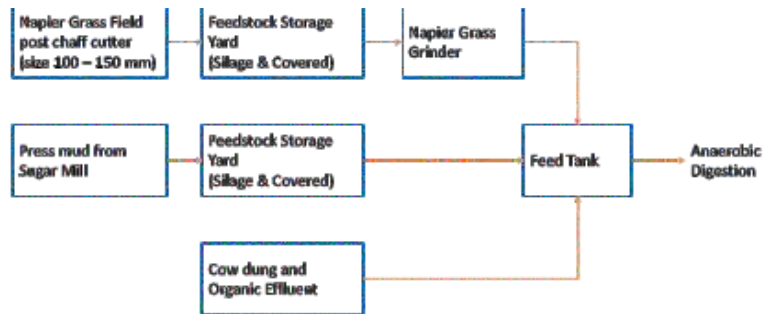 Napier Grass Field
post chaff cutter
(size 100 – 150 mm)
Feedstock Storage
Yard
(Silage & Covered)
Napier Grass
Grinder
Press mud from
Sugar Mill
Feedstock Storage
Yard
(Silage & Covered)
Feed Tank
Anaerobic
Digestion
Cow dung and
Organic Effluent